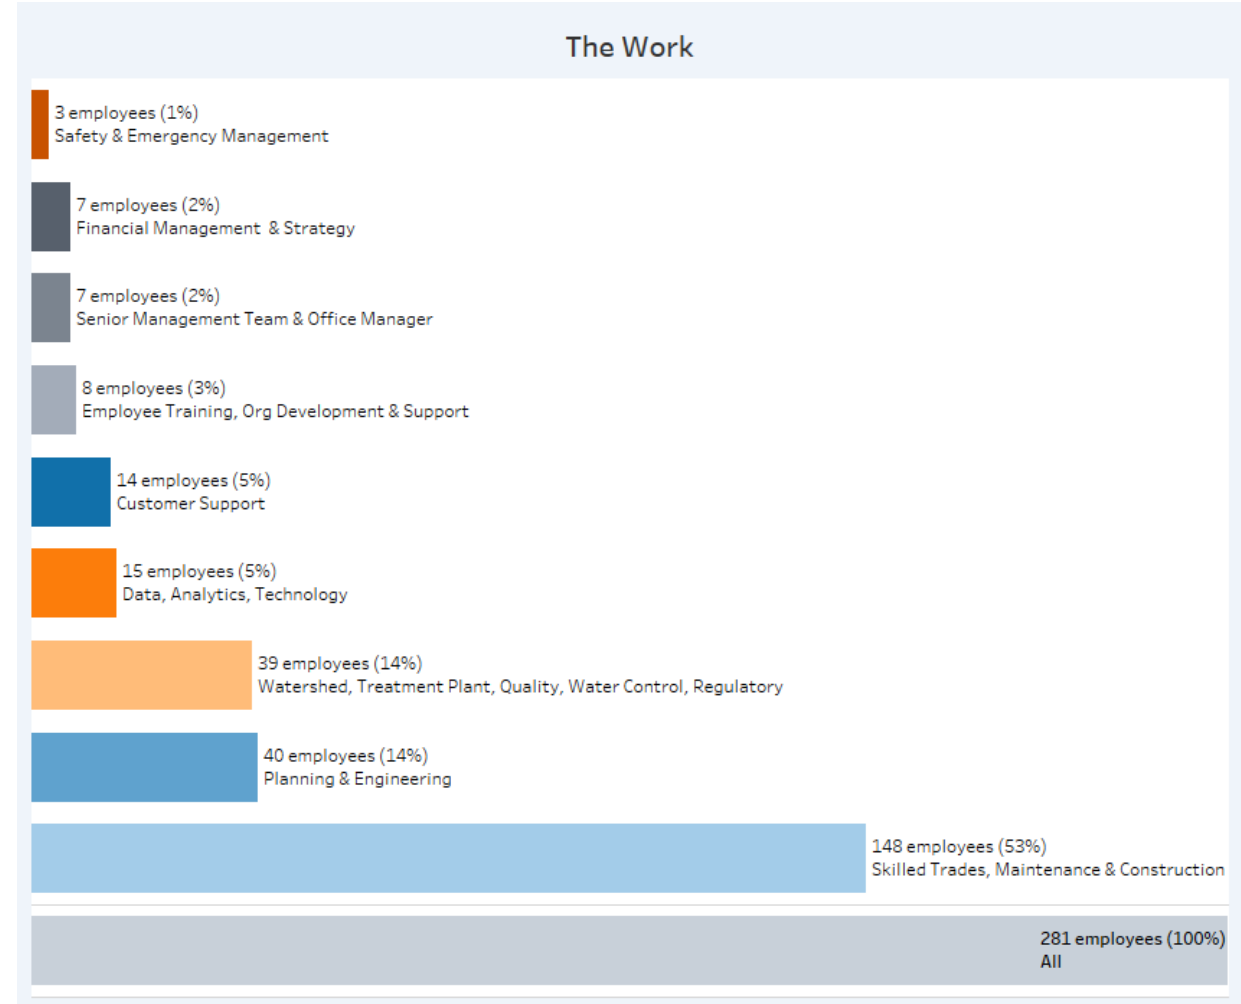 The Work
3 employees (1%)
Safety & Emergency Management
7 employees (2%)
Financial Management & Strategy
7 employees (2%)
Senior Management Team & Office Manager
8 employees (3%)
Employee Training, Org Development & Support
14 employees (5%)
Customer Support
15 employees (5%)
Data, Analytics, Technology
39 employees (14%)
Watershed, Treatment Plant, Quality, Water Control, Regulatory
40 employees (14%)
Planning & Engineering
148 employees (53%)
Skilled Trades, Maintenance & Construction
281 employees (100%)
All